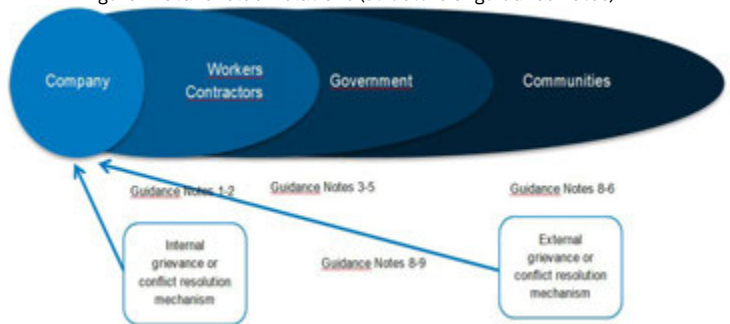 Company
Workers
Contractors
Government
Communities
Guidance Notes 1-2
Guidance Notes 3-5
Guidance Notes 8-6
Internal
grievance or
conflict resolution
mechanism
Guidance Notes 8-9
External
grievance or
conflict resolution
mechanism